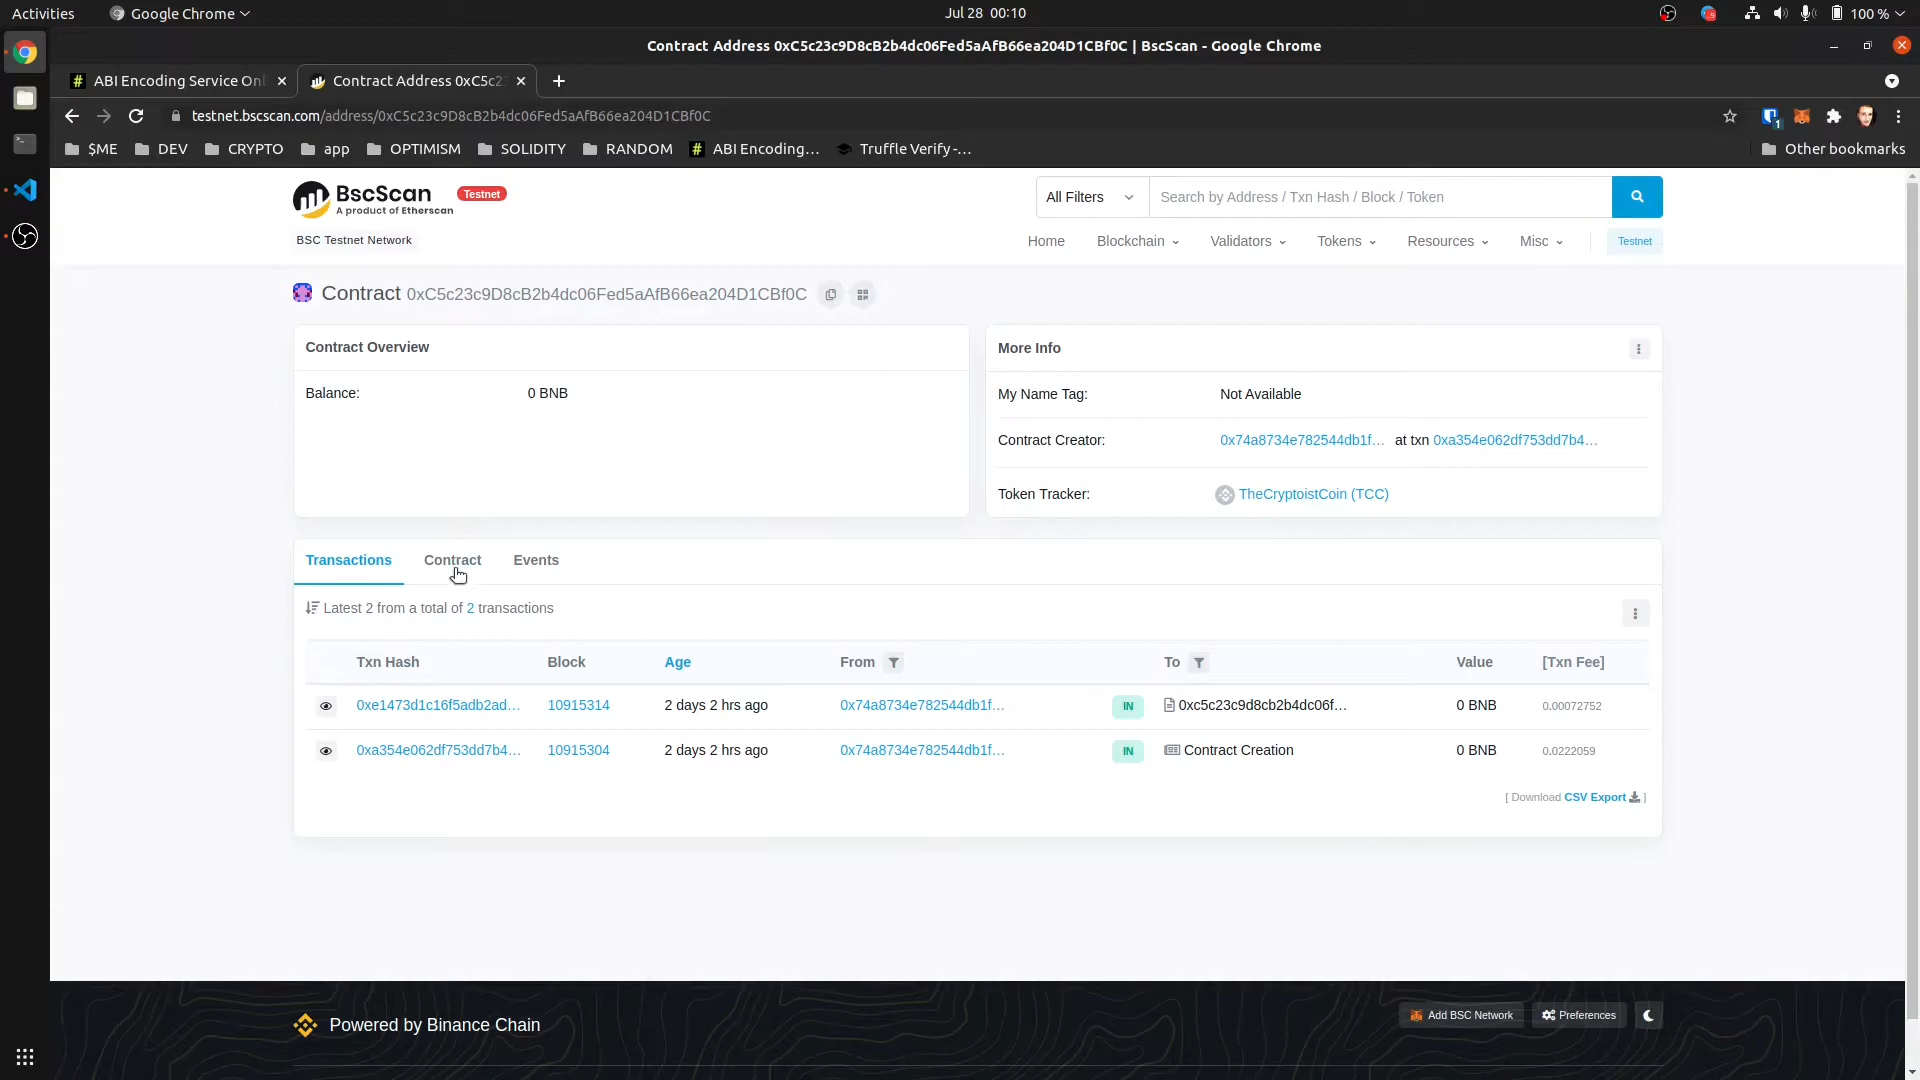 Activities
Google Chrome
Jul 28 00:10
100 %
Contract Address 0xC5c23c9D8cB2b4dc06Fed5aAfB66ea204D1CBf0C | BscScan - Google Chrome
ABI Encoding Service Onl
Contract Address 0xC5c23
testnet.bscscan.com/address/0xC5c23c9D8cB2b4dc06Fed5aAfB66ea204D1CBf0C
$ME
DEV
CRYPTO
app
OPTIMISM
SOLIDITY
RANDOM
ABI Encoding...
Truffle Verify -...
Other bookmarks
BscScan
A product of Etherscan
Testnet
BSC Testnet Network
All Filters
Search by Address / Txn Hash / Block / Token
Home
Blockchain
Validators
Tokens
Resources
Misc
Testnet
Contract 0xC5c23c9D8cB2b4dc06Fed5aAfB66ea204D1CBf0C
Contract Overview
Balance: 0 BNB
More Info
My Name Tag: Not Available
Contract Creator: 0x74a8734e782544db1f... at txn 0xa354e062df753dd7b4...
Token Tracker: TheCryptoistCoin (TCC)
Transactions
Contract
Events
Latest 2 from a total of 2 transactions
Txn Hash Block Age From To Value [Txn Fee]
0xe1473d1c16f5adb2ad... 10915314 2 days 2 hrs ago 0x74a8734e782544db1f... IN 0xc5c23c9d8cb2b4dc06f... 0 BNB 0.00072752
0xa354e062df753dd7b4... 10915304 2 days 2 hrs ago 0x74a8734e782544db1f... IN Contract Creation 0 BNB 0.0222059
[ Download CSV Export ]
Powered by Binance Chain
Add BSC Network
Preferences